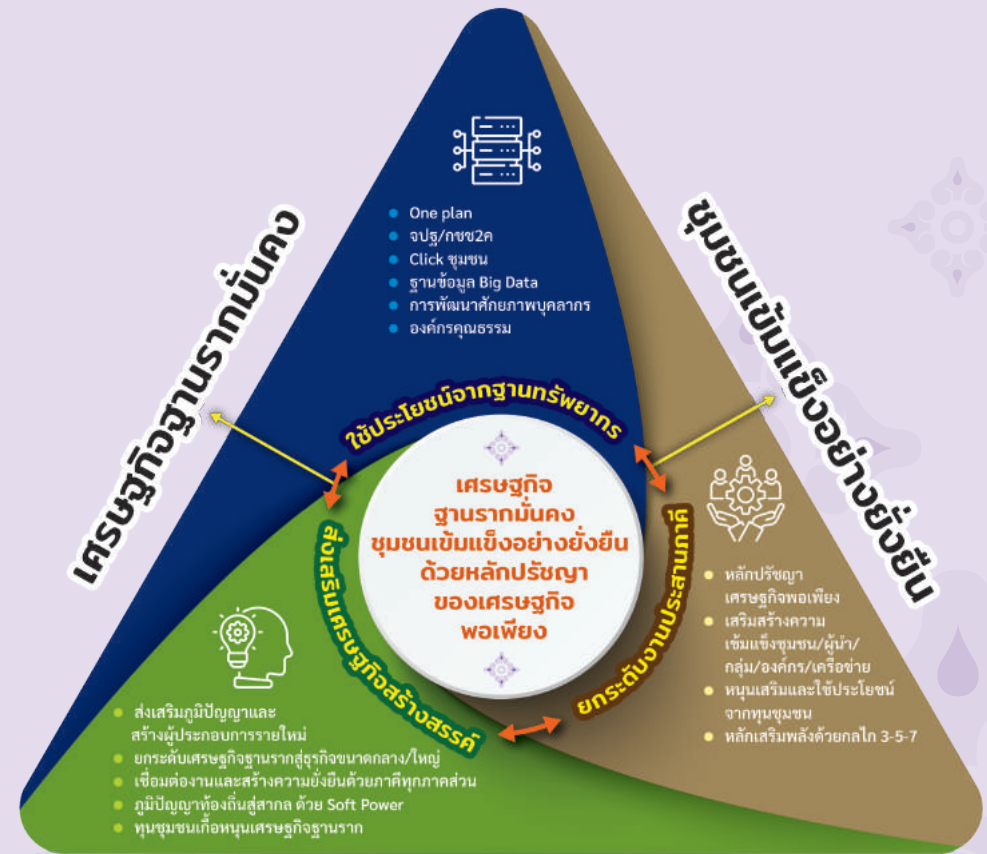 One plan
จปฐ/กชช2ค
Click ชุมชน
ฐานข้อมูล Big Data
การพัฒนาศักยภาพบุคลากร
องค์กรคุณธรรม
เศรษฐกิจฐานรากมั่นคง
ชุมชนเข้มแข็งอย่างยั่งยืน
ใช้ประโยชน์จากฐานทรัพยากร
เศรษฐกิจ
ฐานรากมั่นคง
ชุมชนเข้มแข็งอย่างยั่งยืน
ด้วยหลักปรัชญา
ของเศรษฐกิจ
พอเพียง
ส่งเสริมเศรษฐกิจสร้างสรรค์
ยกระดับงานประสานภาคี
หลักปรัชญา
เศรษฐกิจพอเพียง
เสริมสร้างความ
เข้มแข็งชุมชน/ผู้นำ/
กลุ่ม/องค์กร/เครือข่าย
หนุนเสริมและใช้ประโยชน์
จากทุนชุมชน
หลักเสริมพลังด้วยกลไก 3-5-7
ส่งเสริมภูมิปัญญาและ
สร้างผู้ประกอบการรายใหม่
ยกระดับเศรษฐกิจฐานรากสู่ธุรกิจขนาดกลาง/ใหญ่
เชื่อมต่องานและสร้างความยั่งยืนด้วยภาคีทุกภาคส่วน
ภูมิปัญญาท้องถิ่นสู่สากล ด้วย Soft Power
ทุนชุมชนเกื้อหนุนเศรษฐกิจฐานราก